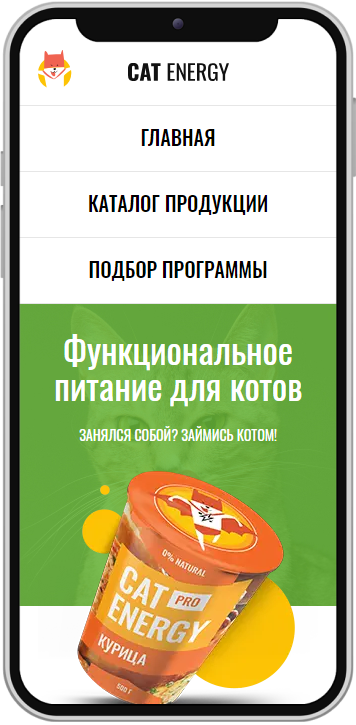 CAT ENERGY
ГЛАВНАЯ
КАТАЛОГ ПРОДУКЦИИ
ПОДБОР ПРОГРАММЫ
Функциональное
питание для котов
ЗАНЯЛСЯ СОБОЙ? ЗАЙМИСЬ КОТОМ!
0% NATURAL
CAT PRO
ENERGY
КУРИЦА
500 Г